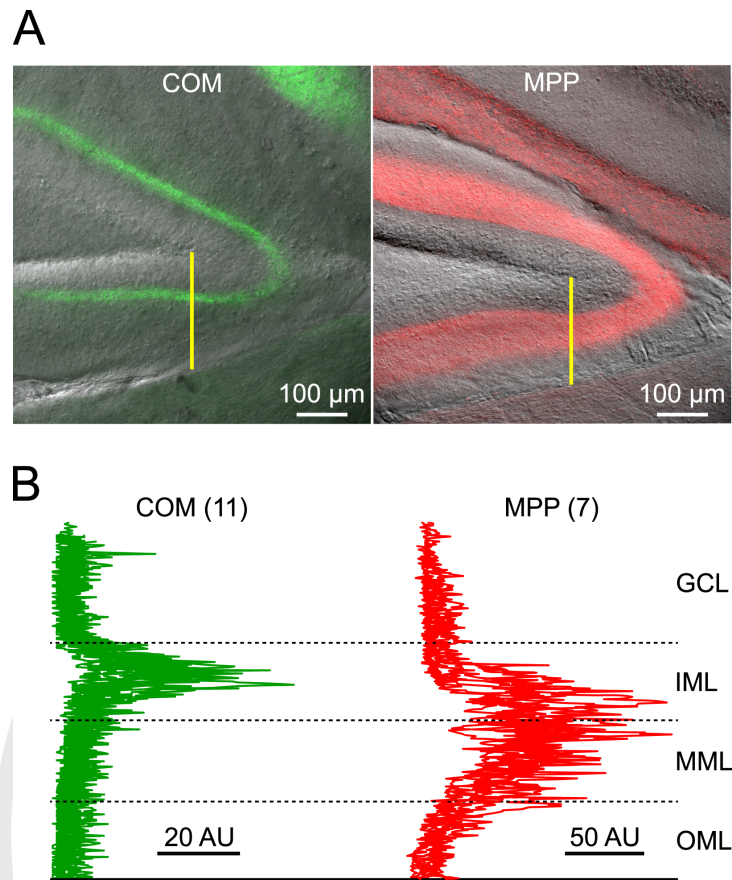 A
COM
MPP
100 µm
100 µm
B
COM (11)
MPP (7)
GCL
IML
MML
OML
20 AU
50 AU